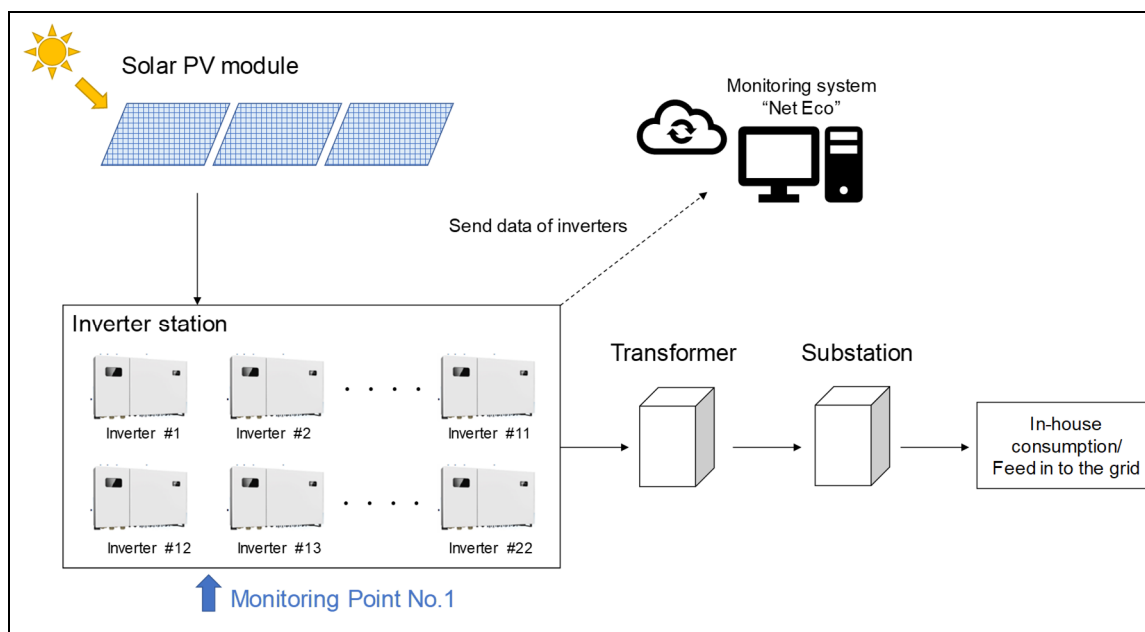 Solar PV module
Monitoring system
“Net Eco”
Send data of inverters
Inverter station
Inverter #1
Inverter #2
Inverter #11
Inverter #12
Inverter #13
Inverter #22
Transformer
Substation
In-house
consumption/
Feed in to the grid
Monitoring Point No.1